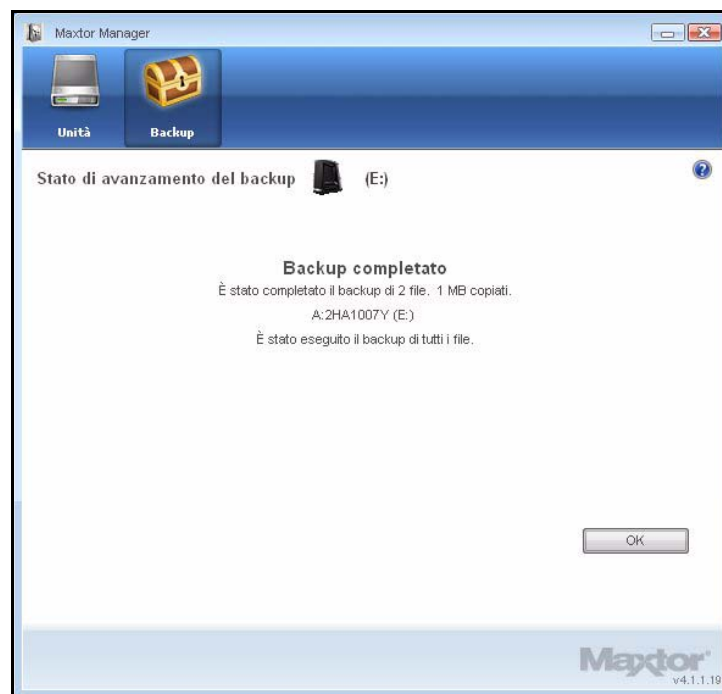 Maxtor Manager
Unità
Backup
Stato di avanzamento del backup (E:)
Backup completato
È stato completato il backup di 2 file. 1 MB copiati.
A:2HA1007Y (E:)
È stato eseguito il backup di tutti i file.
OK
Maxtor
v4.1.1.19